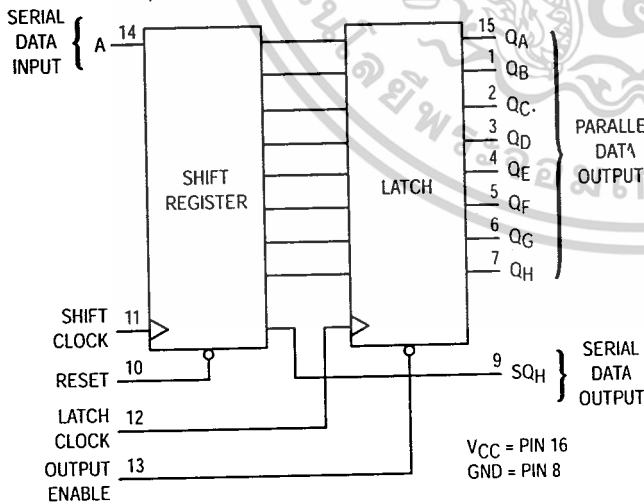 SERIAL
DATA
INPUT
A 14
SHIFT
REGISTER
LATCH
15 QA
1 QB
2 QC.
3 QD
4 QE
5 QF
6 QG
7 QH
PARALLE
DATA
OUTPUT
SHIFT
CLOCK
11
RESET
10
LATCH
CLOCK
12
OUTPUT
ENABLE
13
9 SQH
SERIAL
DATA
OUTPUT
VCC = PIN 16
GND = PIN 8